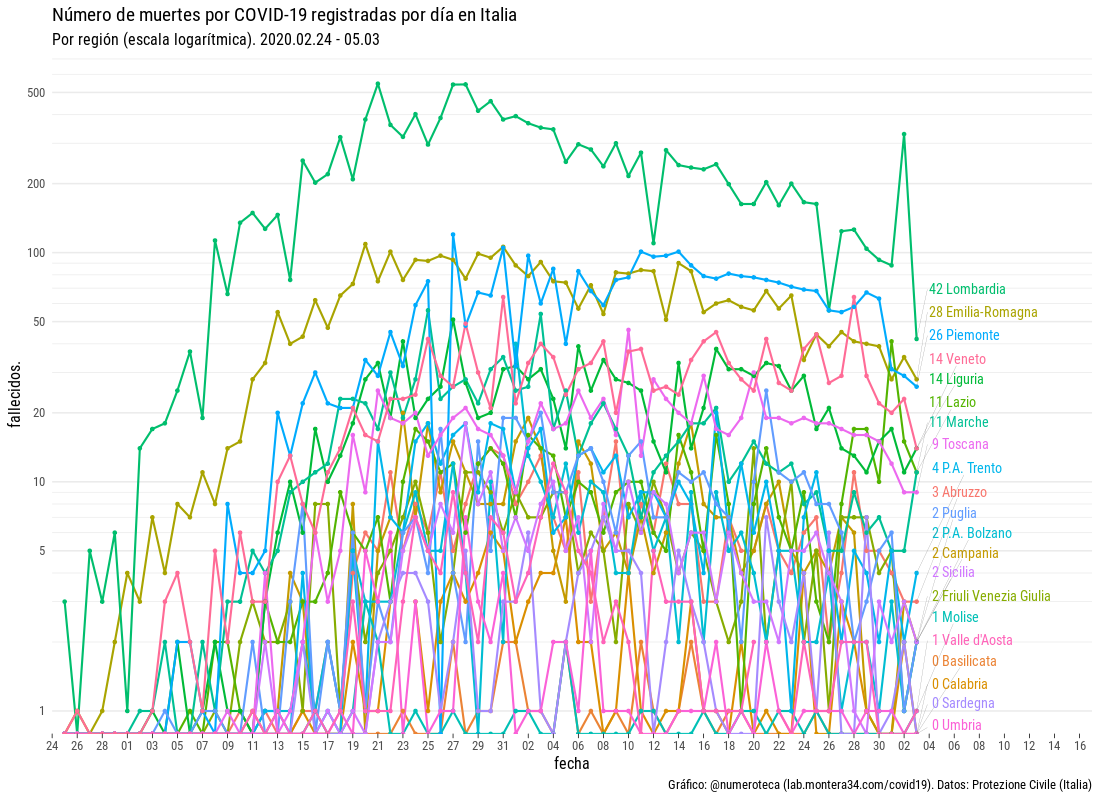 Número de muertes por COVID-19 registradas por día en Italia
Por región (escala logarítmica). 2020.02.24 - 05.03
fallecidos.
500
200
100
50
20
10
5
1
42 Lombardia
28 Emilia-Romagna
26 Piemonte
14 Veneto
14 Liguria
11 Lazio
11 Marche
9 Toscana
4 P.A. Trento
3 Abruzzo
2 Puglia
2 P.A. Bolzano
2 Campania
2 Sicilia
2 Friuli Venezia Giulia
1 Molise
1 Valle d'Aosta
0 Basilicata
0 Calabria
0 Sardegna
0 Umbria
24 26 28 01 03 05 07 09 11 13 15 17 19 21 23 25 27 29 31 02 04 06 08 10 12 14 16 18 20 22 24 26 28 30 02 04 06 08 10 12 14 16
fecha
Gráfico: @numeroteca (lab.montera34.com/covid19). Datos: Protezione Civile (Italia)